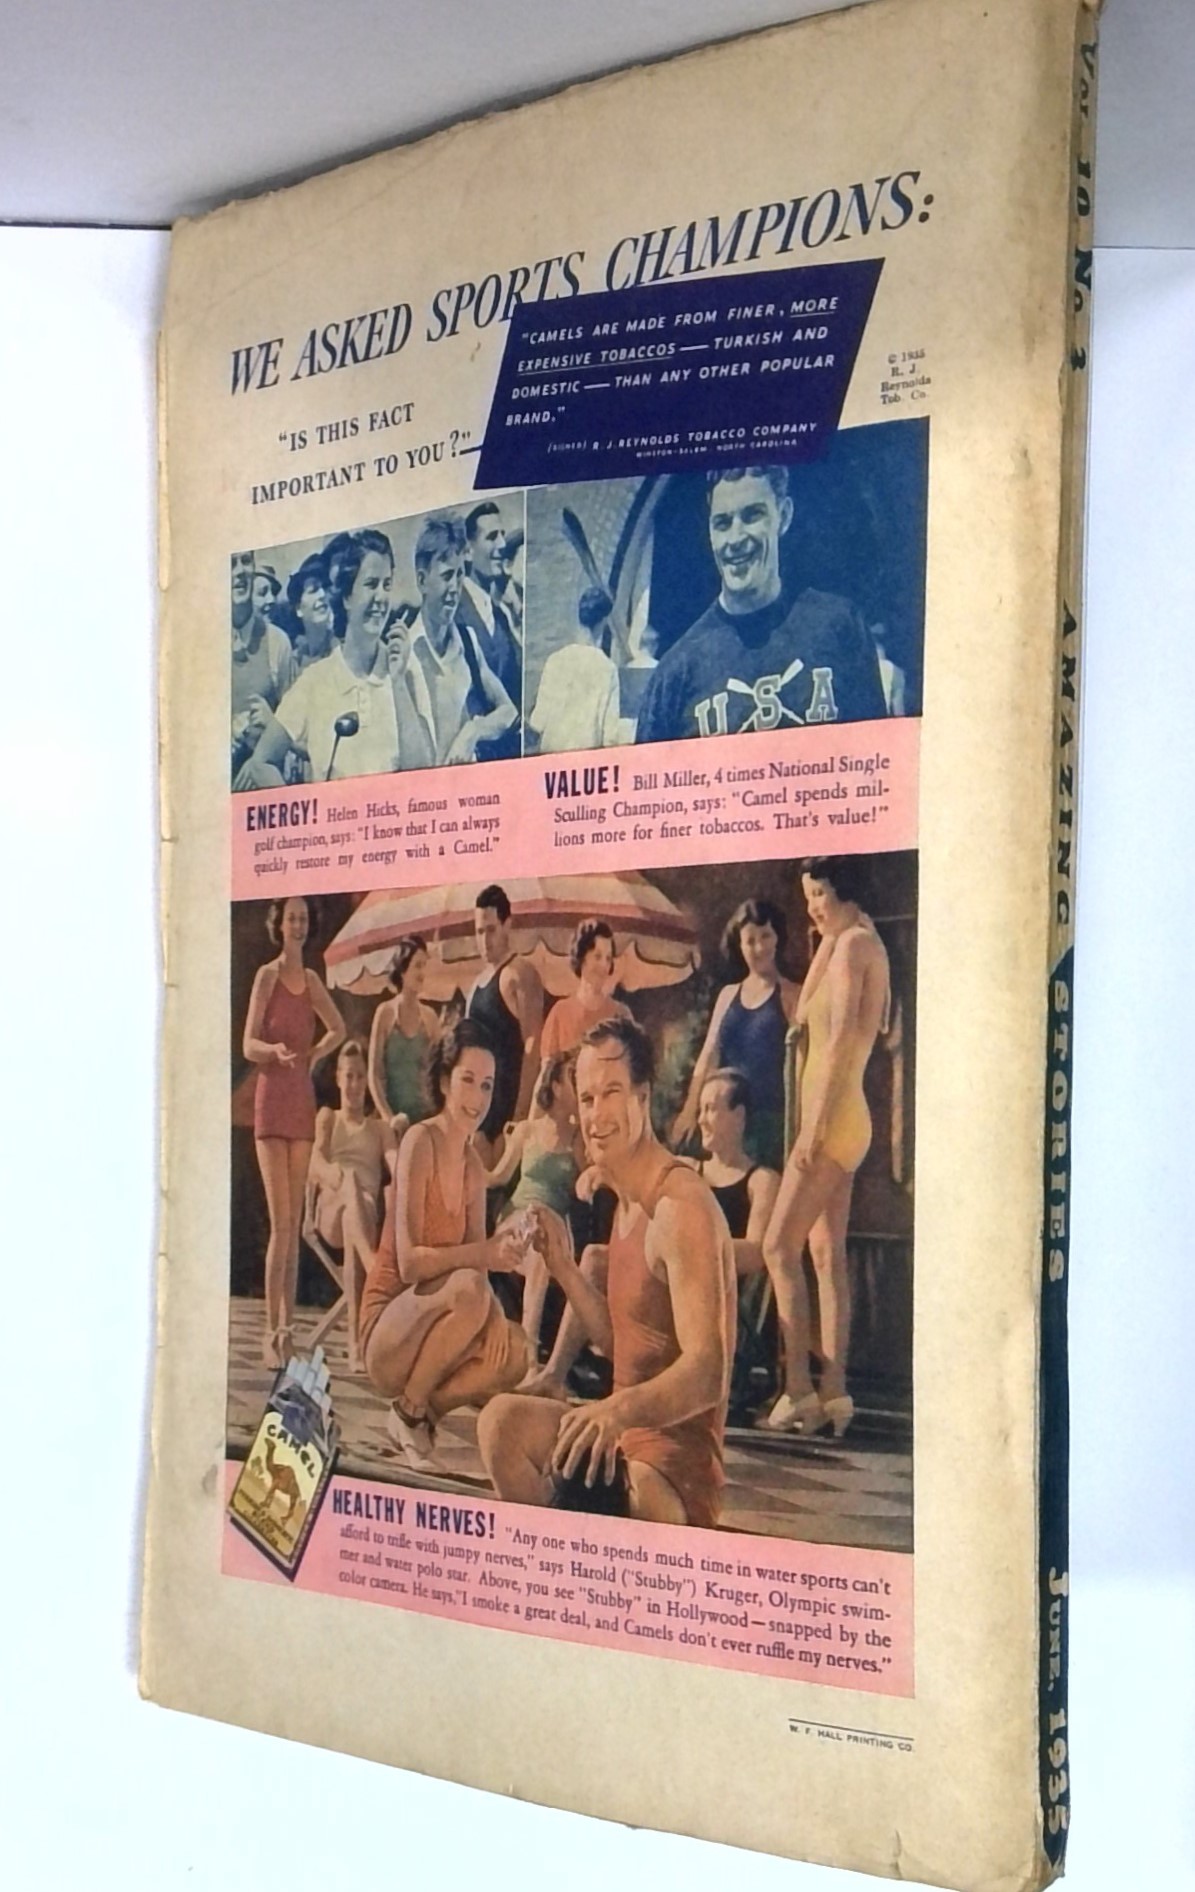 WE ASKED SPORTS CHAMPIONS:
"IS THIS FACT
IMPORTANT TO YOU?"
"CAMELS ARE MADE FROM FINER, MORE
EXPENSIVE TOBACCOS — TURKISH AND
DOMESTIC — THAN ANY OTHER POPULAR
BRAND."
(SIGNED) R. J. REYNOLDS TOBACCO COMPANY
WINSTON-SALEM, NORTH CAROLINA
© 1935
R. J.
Reynolds
Tob. Co.
USA
ENERGY! Helen Hicks, famous woman
golf champion, says: "I know that I can always
quickly restore my energy with a Camel."
VALUE! Bill Miller, 4 times National Single
Sculling Champion, says: "Camel spends mil-
lions more for finer tobaccos. That's value!"
CAMEL
HEALTHY NERVES! "Any one who spends much time in water sports can't
afford to trifle with jumpy nerves," says Harold ("Stubby") Kruger, Olympic swim-
mer and water polo star. Above, you see "Stubby" in Hollywood—snapped by the
color camera. He says, "I smoke a great deal, and Camels don't ever ruffle my nerves."
W. F. HALL PRINTING CO.
Vol 10 No. 3
AMAZING STORIES
JUNE, 1935